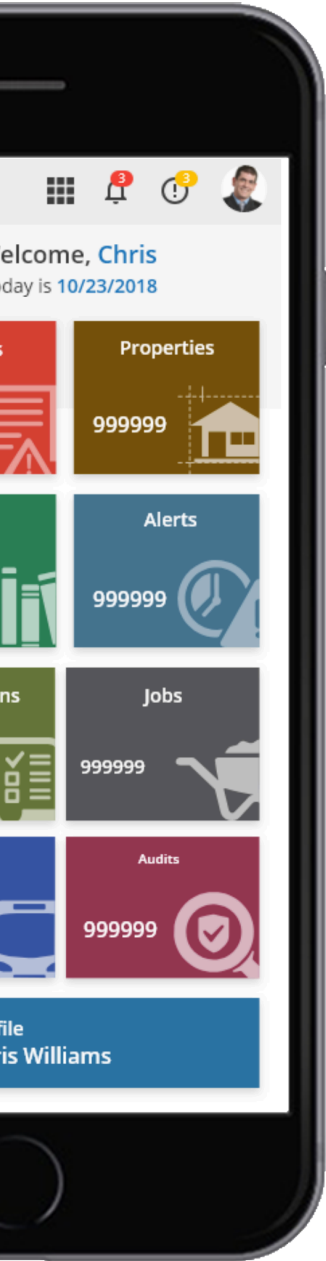 3
3
elcome, Chris
day is 10/23/2018
s
Properties
999999
Alerts
999999
ns
Jobs
999999
Audits
999999
file
ris Williams